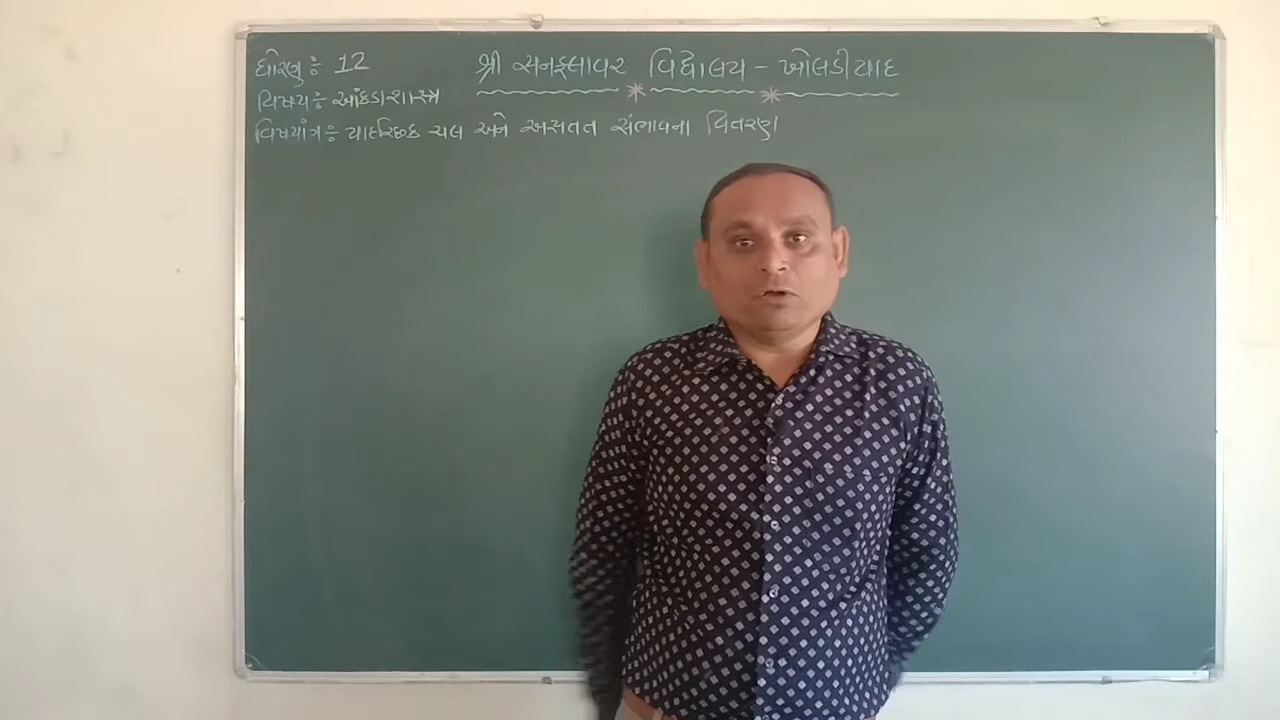 શ્રી સનફ્લાવર વિદ્યાલય - ખોલડીયાદ
ધોરણ ÷ 12
વિષય ÷ આંકડાશાસ્ત્ર
વિષયાંત્ર ÷ યાદચ્છિક ચલ અને અસતત સંભાવના વિતરણ